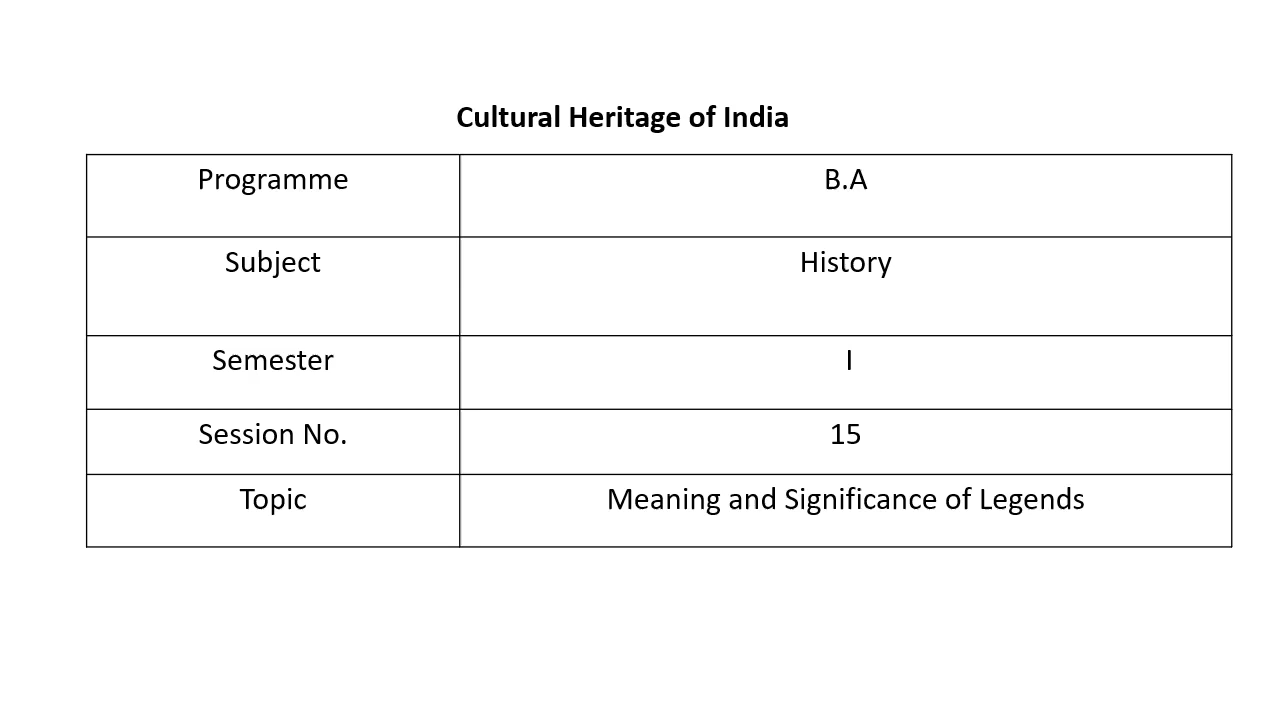 Cultural Heritage of India
Programme B.A
Subject History
Semester I
Session No. 15
Topic Meaning and Significance of Legends